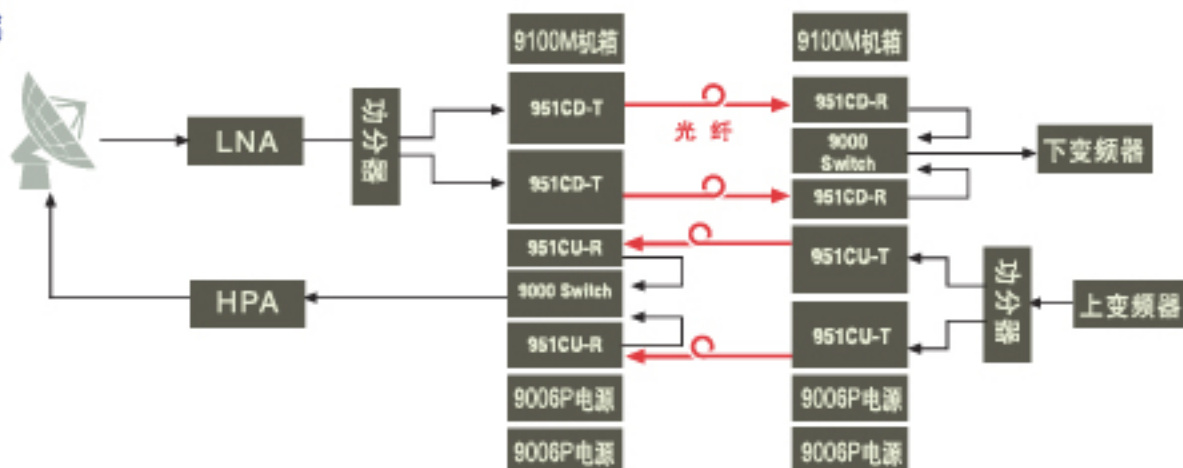 9100M机箱
9100M机箱
LNA
功分器
951CD-T
光纤
951CD-R
9000
Switch
下变频器
951CD-T
951CD-R
951CU-R
951CU-T
HPA
9000 Switch
功分器
上变频器
951CU-R
951CU-T
9006P电源
9006P电源
9006P电源
9006P电源